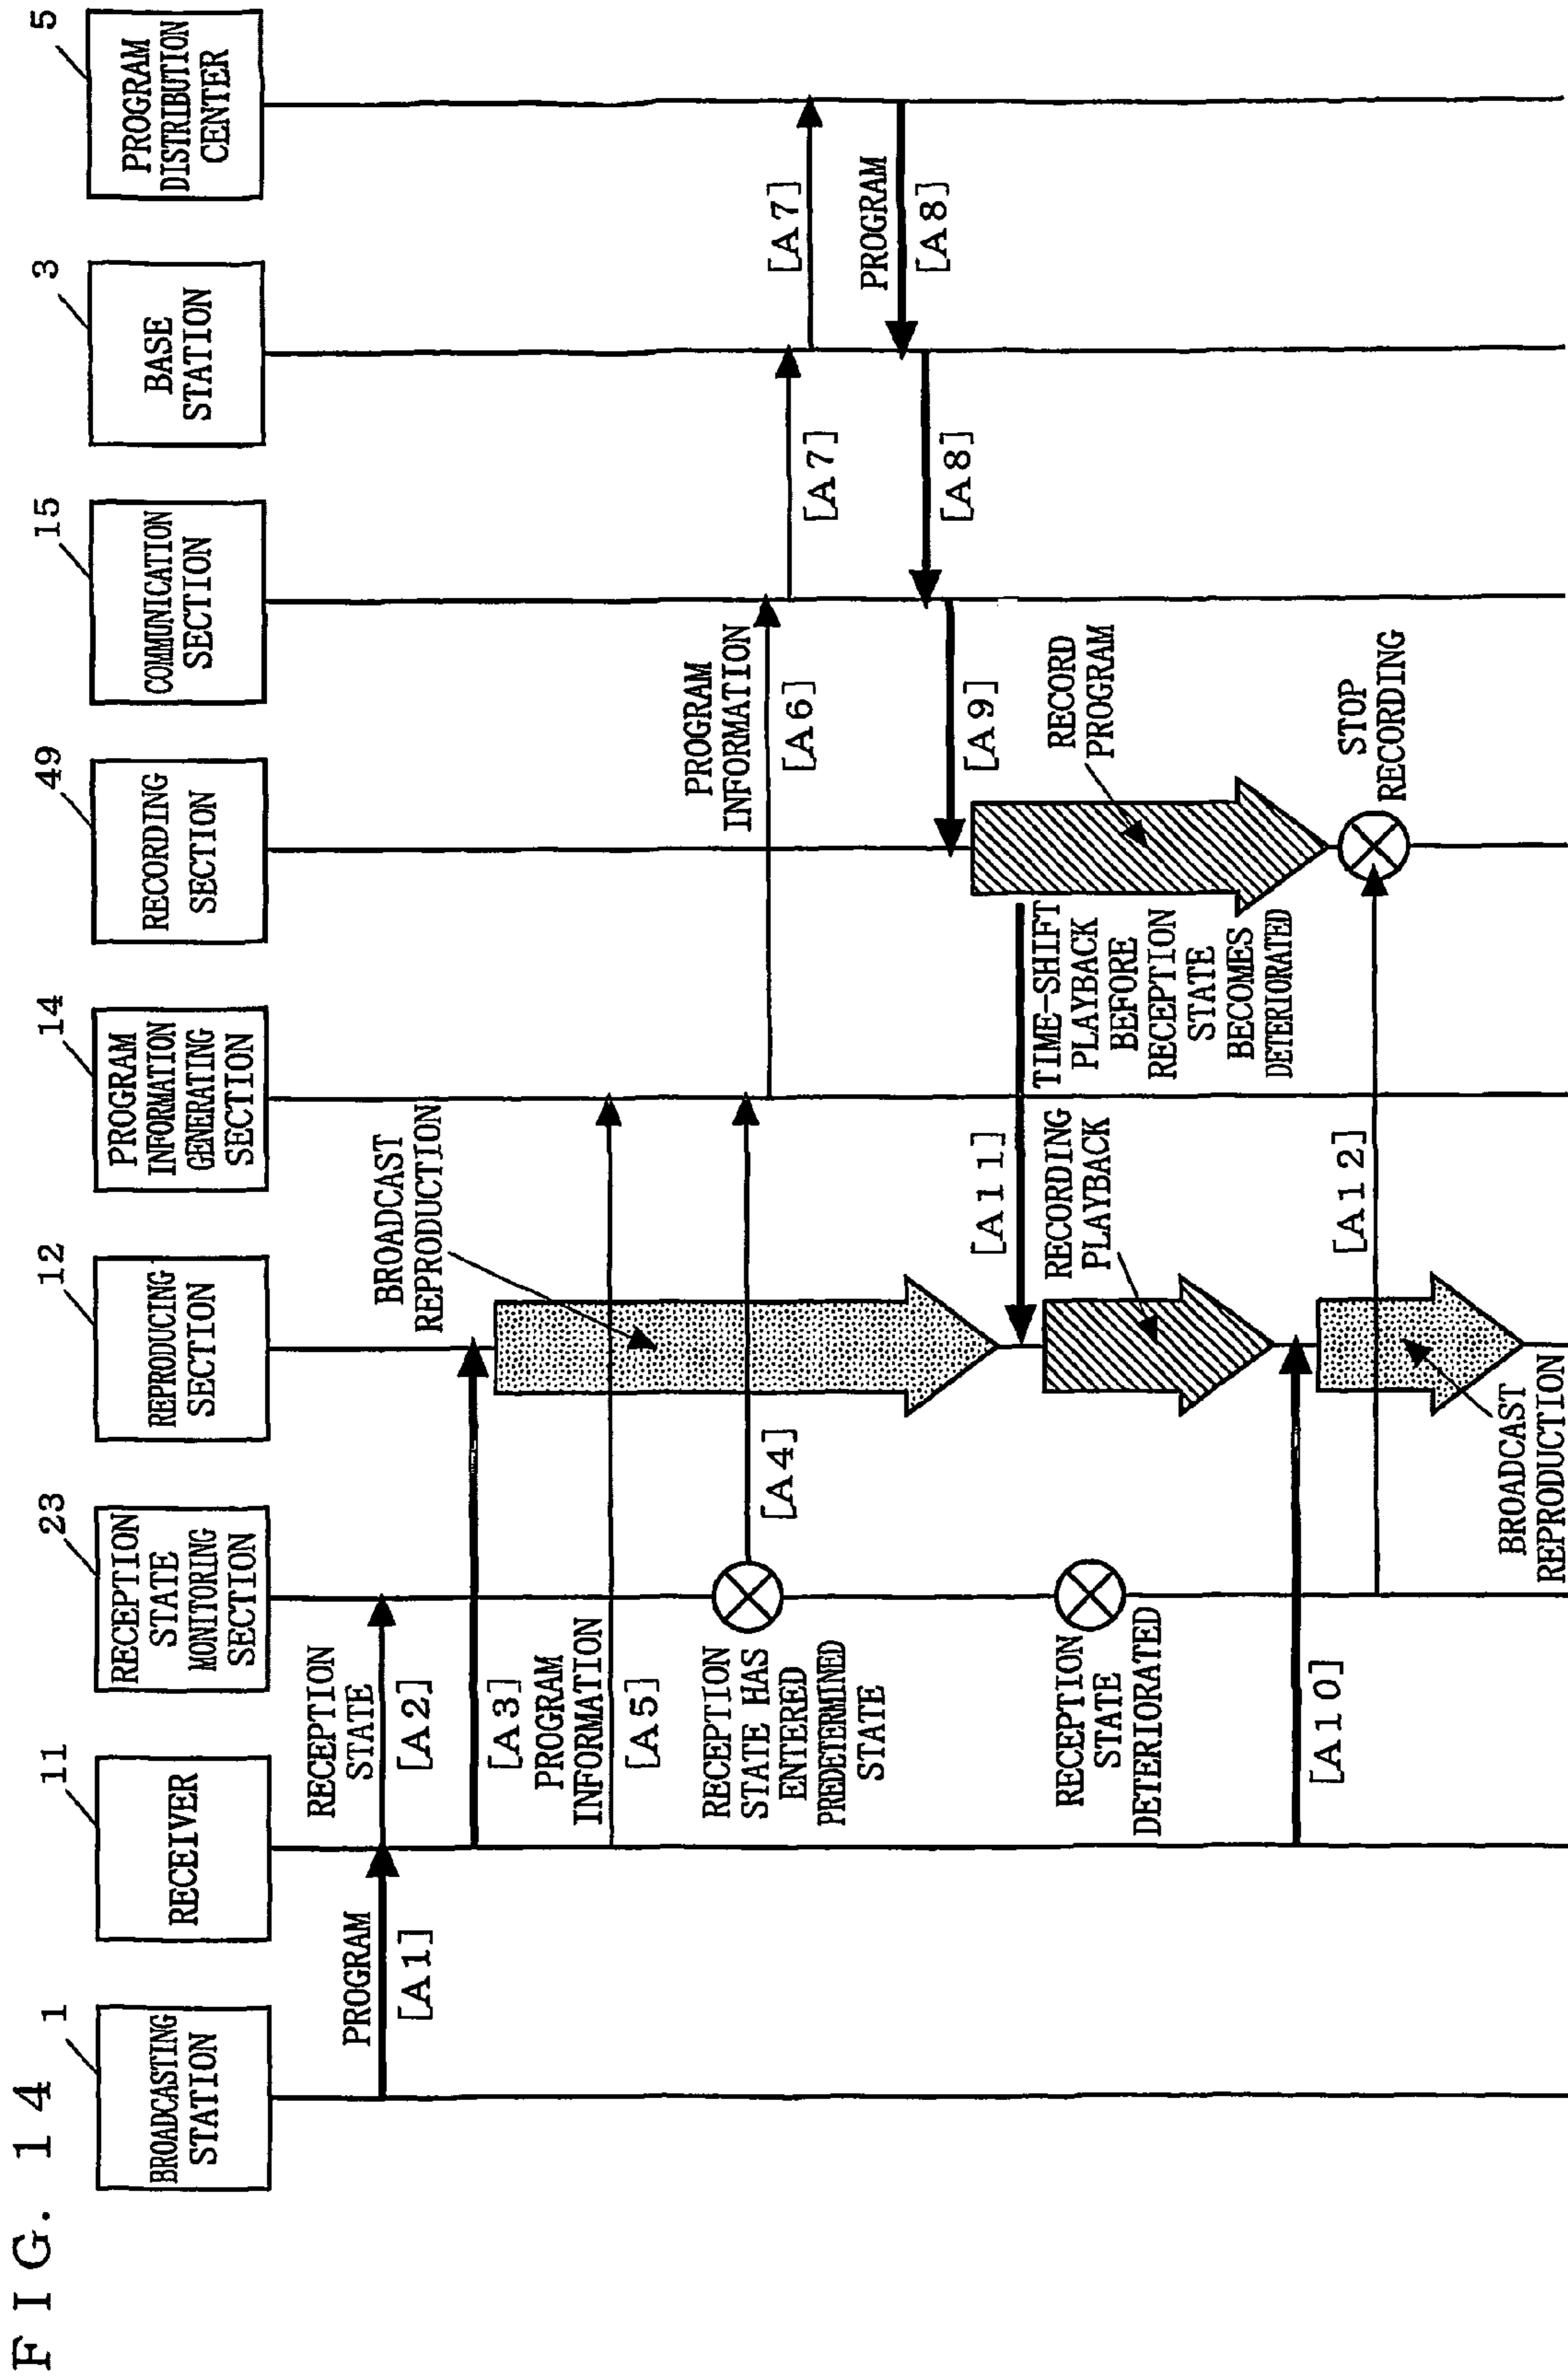 FIG. 14
1
BROADCASTING
STATION
11
RECEIVER
23
RECEPTION
STATE
MONITORING
SECTION
12
REPRODUCING
SECTION
14
PROGRAM
INFORMATION
GENERATING
SECTION
49
RECORDING
SECTION
15
COMMUNICATION
SECTION
3
BASE
STATION
5
PROGRAM
DISTRIBUTION
CENTER
PROGRAM
[A1]
RECEPTION
STATE
[A2]
[A3]
BROADCAST
REPRODUCTION
PROGRAM
INFORMATION
[A5]
RECEPTION
STATE HAS
ENTERED
PREDETERMINED
STATE
[A4]
PROGRAM
INFORMATION
[A6]
[A7]
[A7]
PROGRAM
[A8]
[A8]
[A9]
RECORD
PROGRAM
[A11]
TIME-SHIFT
PLAYBACK
BEFORE
RECEPTION
STATE
BECOMES
DETERIORATED
RECORDING
PLAYBACK
RECEPTION
STATE
DETERIORATED
[A10]
[A12]
STOP
RECORDING
BROADCAST
REPRODUCTION